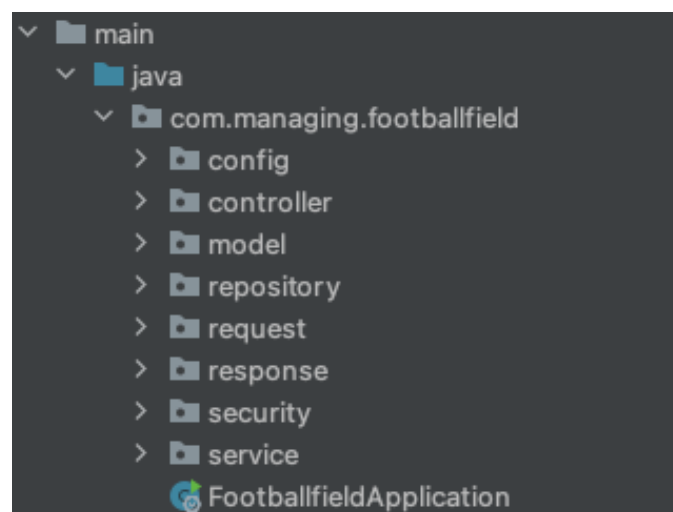 main
java
com.managing.footballfield
config
controller
model
repository
request
response
security
service
FootballfieldApplication